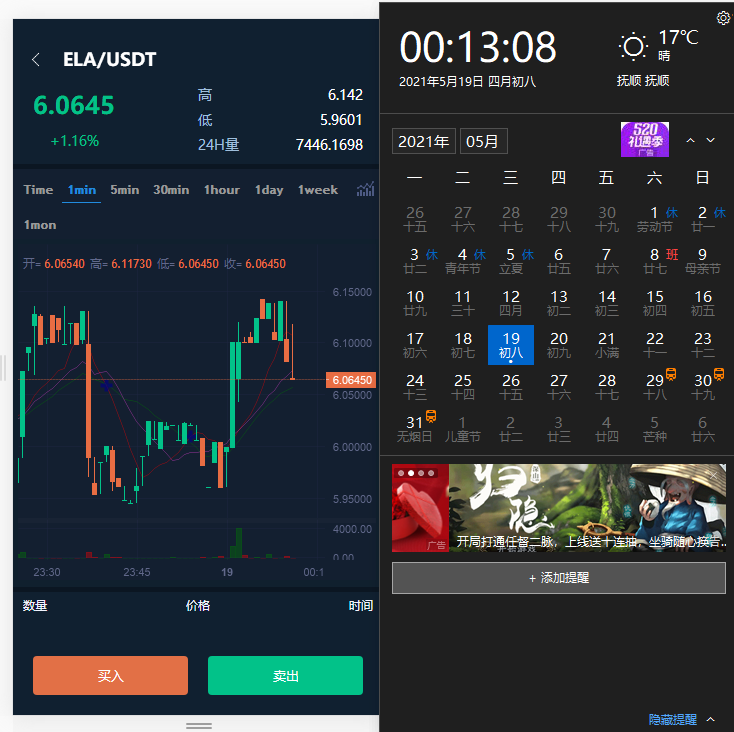 ELA/USDT
6.0645
+1.16%
高 6.142
低 5.9601
24H量 7446.1698
Time 1min 5min 30min 1hour 1day 1week
1mon
开= 6.06540 高= 6.11730 低= 6.06450 收= 6.06450
6.15000
6.10000
6.06450
6.05000
6.00000
5.95000
4000.00
0.00
23:30 23:45 19 00:1
数量 价格 时间
买入 卖出
00:13:08
2021年5月19日 四月初八
17℃
晴
抚顺 抚顺
2021年 05月
520
礼遇季
广告
一 二 三 四 五 六 日
26 27 28 29 30 1 休 2 休
十五 十六 十七 十八 十九 劳动节 廿一
3 休 4 休 5 休 6 7 8 班 9
廿二 青年节 立夏 廿五 廿六 廿七 母亲节
10 11 12 13 14 15 16
廿九 三十 四月 初二 初三 初四 初五
17 18 19 20 21 22 23
初六 初七 初八 初九 小满 十一 十二
24 25 26 27 28 29 30
十三 十四 十五 十六 十七 十八 十九
31 1 2 3 4 5 6
无烟日 儿童节 廿二 廿三 廿四 芒种 廿六
归隐
深山
广告
开局打通任督二脉，上线送十连抽，坐骑随心换宕..
+ 添加提醒
隐藏提醒